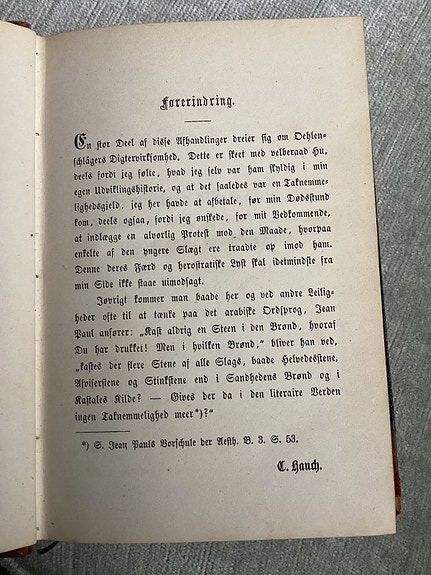 Forerindring.
En stor Deel af disse Afhandlinger dreier sig om Oehlen-
schlägers Digtervirksomhed. Dette er skeet med velberaad Hu,
deels fordi jeg følte, hvad jeg selv var ham skyldig i min
egen Udviklingshistorie, og at det saaledes var en Taknemme-
lighedsgjeld, jeg her havde at afbetale, før min Dødsstund
kom, deels ogsaa, fordi jeg ønskede, for mit Vedkommende,
at indlægge en alvorlig Protest mod den Maade, hvorpaa
enkelte af den yngere Slægt ere traadte op imod ham.
Denne deres Færd og herostratiske Lyst skal idetmindste fra
min Side ikke staae uimodsagt.
Jøvrigt kommer man baade her og ved andre Leilig-
heder ofte til at tænke paa det arabiske Ordsprog, Jean
Paul anfører: „Kast aldrig en Steen i den Brønd, hvoraf
Du har drukket! Men i hvilken Brønd,“ bliver han ved,
„kastes der flere Stene af alle Slags, baade Helvedesstene,
Afviserstene og Stinkstene end i Sandhedens Brønd og i
Kastales Kilde? — Gives der da i den literaire Verden
ingen Taknemmelighed meer*)?“
*) S. Jean Pauls Vorschule der Aesth. B. 3. S. 53.
C. Hauch.